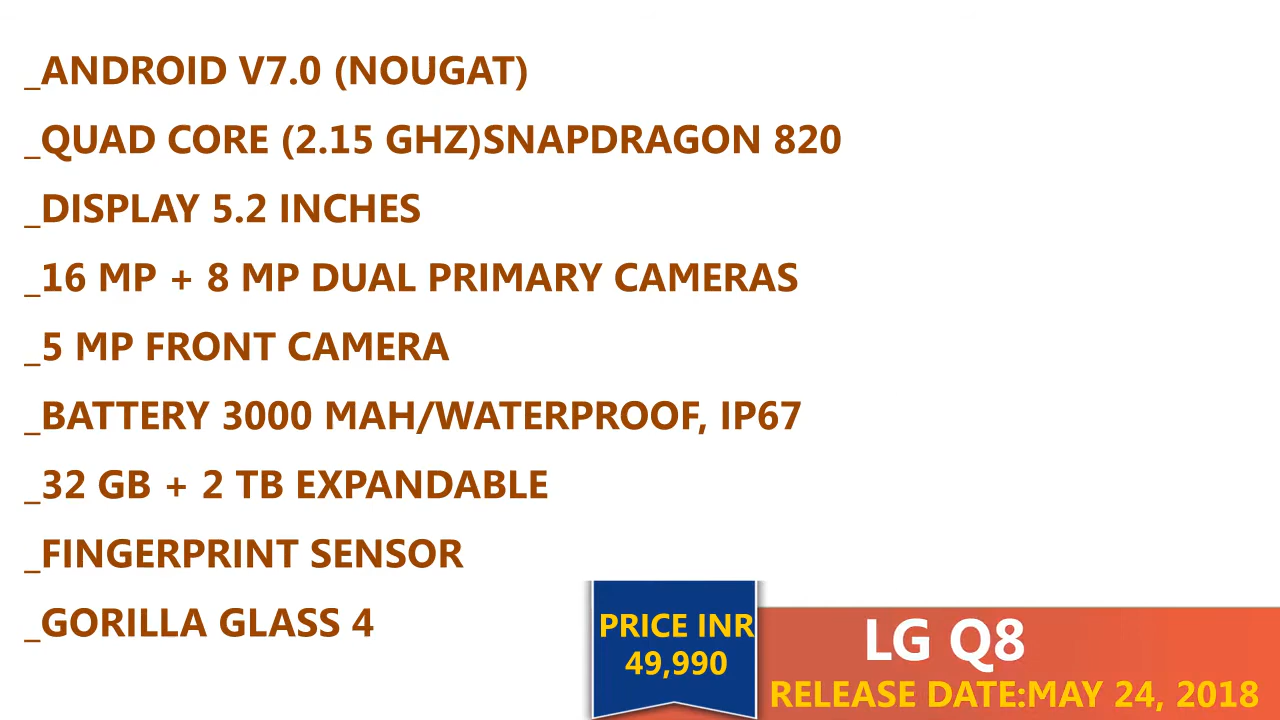 _ANDROID V7.0 (NOUGAT)
_QUAD CORE (2.15 GHZ)SNAPDRAGON 820
_DISPLAY 5.2 INCHES
_16 MP + 8 MP DUAL PRIMARY CAMERAS
_5 MP FRONT CAMERA
_BATTERY 3000 MAH/WATERPROOF, IP67
_32 GB + 2 TB EXPANDABLE
_FINGERPRINT SENSOR
_GORILLA GLASS 4
PRICE INR
49,990
LG Q8
RELEASE DATE:MAY 24, 2018